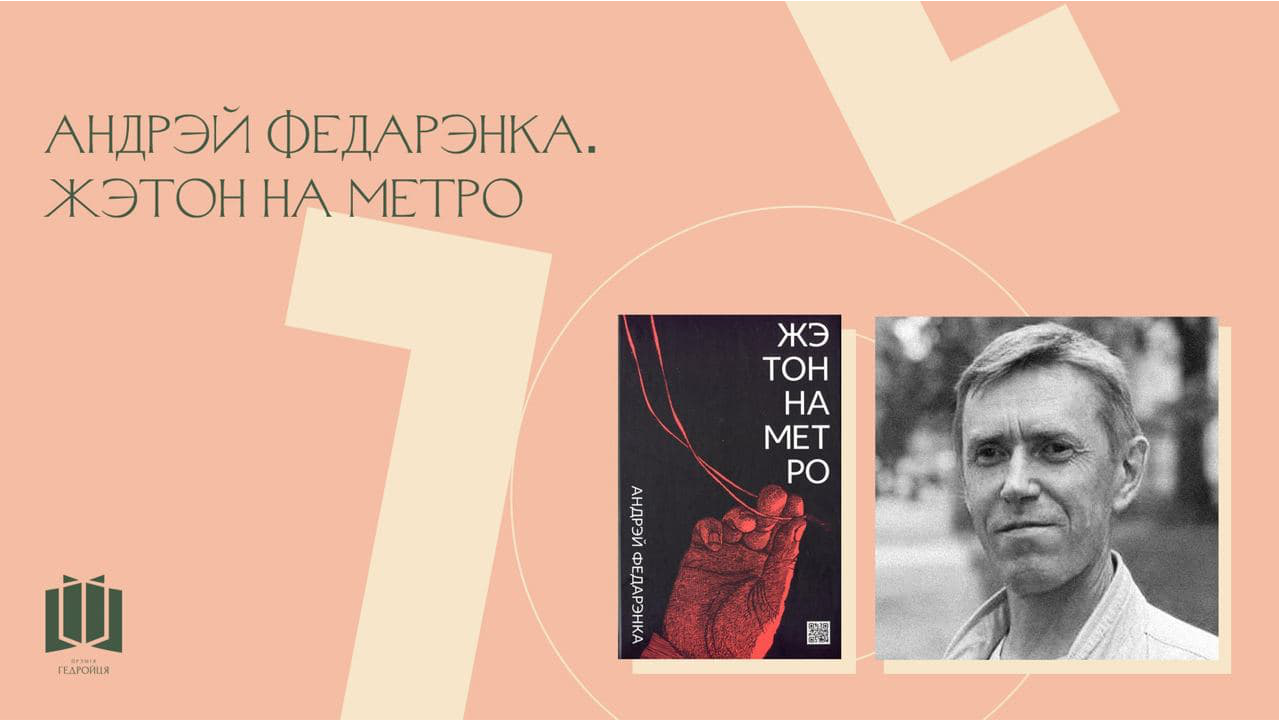 АНДРЭЙ ФЕДАРЭНКА.
ЖЭТОН НА МЕТРО
ЖЭ
ТОН
НА
МЕТ
РО
АНДРЭЙ ФЕДАРЭНКА
ПРЭМІЯ
ГЕДРОЙЦЯ